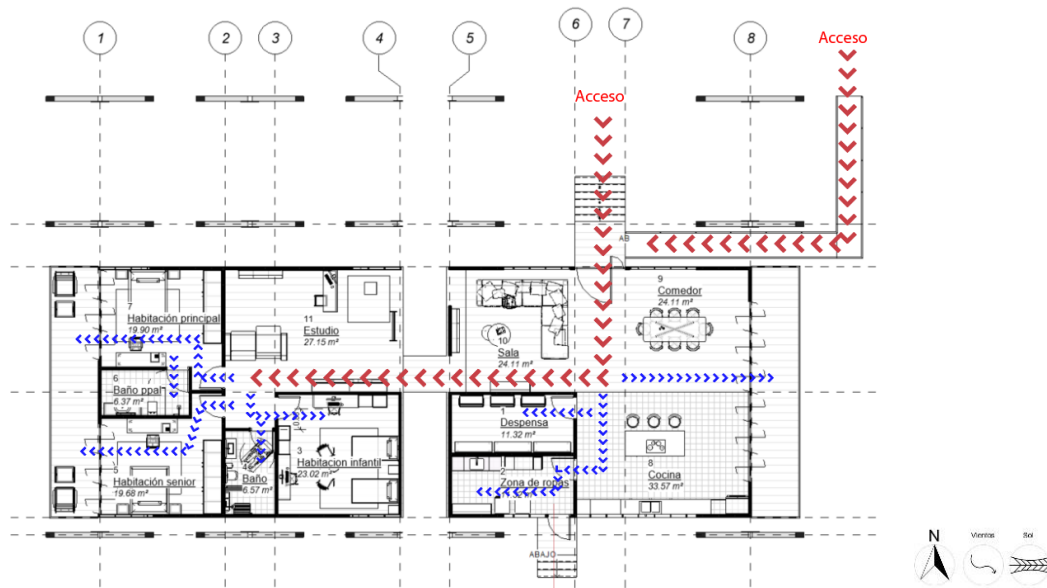 1 2 3 4 5 6 7 8
Acceso
Acceso
AB
7
Habitación principal
19.90 m²
11
Estudio
27.15 m²
10
Sala
24.11 m²
9
Comedor
24.11 m²
6
Baño ppal
6.37 m²
5
Habitación senior
19.68 m²
4
Baño
6.57 m²
3
Habitacion infantil
23.02 m²
1
Despensa
11.32 m²
2
Zona de ropas
8
Cocina
33.57 m²
ABAJO
N
Vientos
Sol